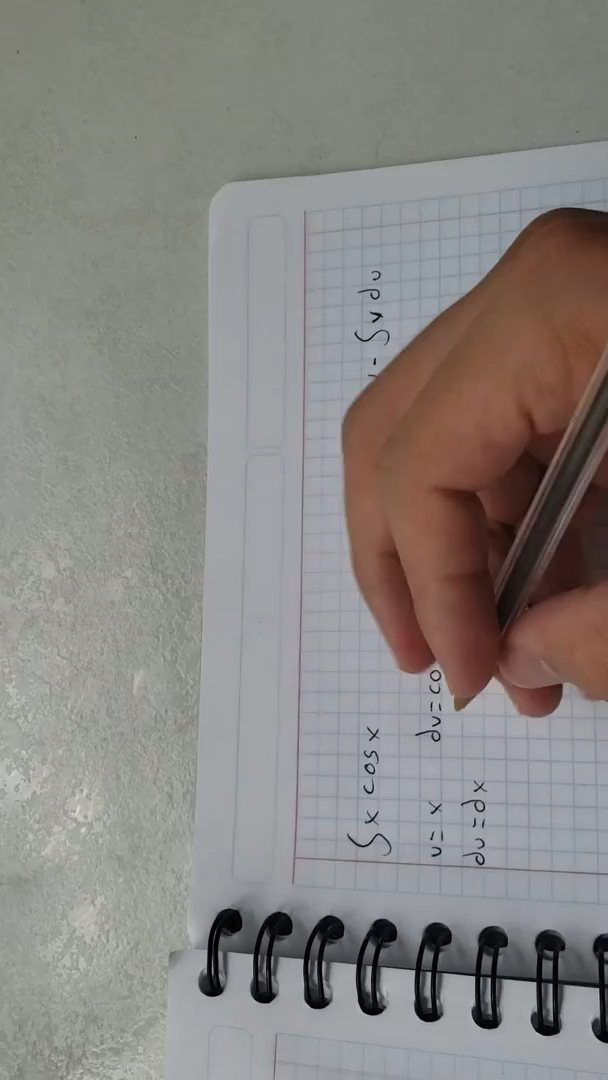 ∫x cos x - ∫v du
u = x dv = co
du = dx